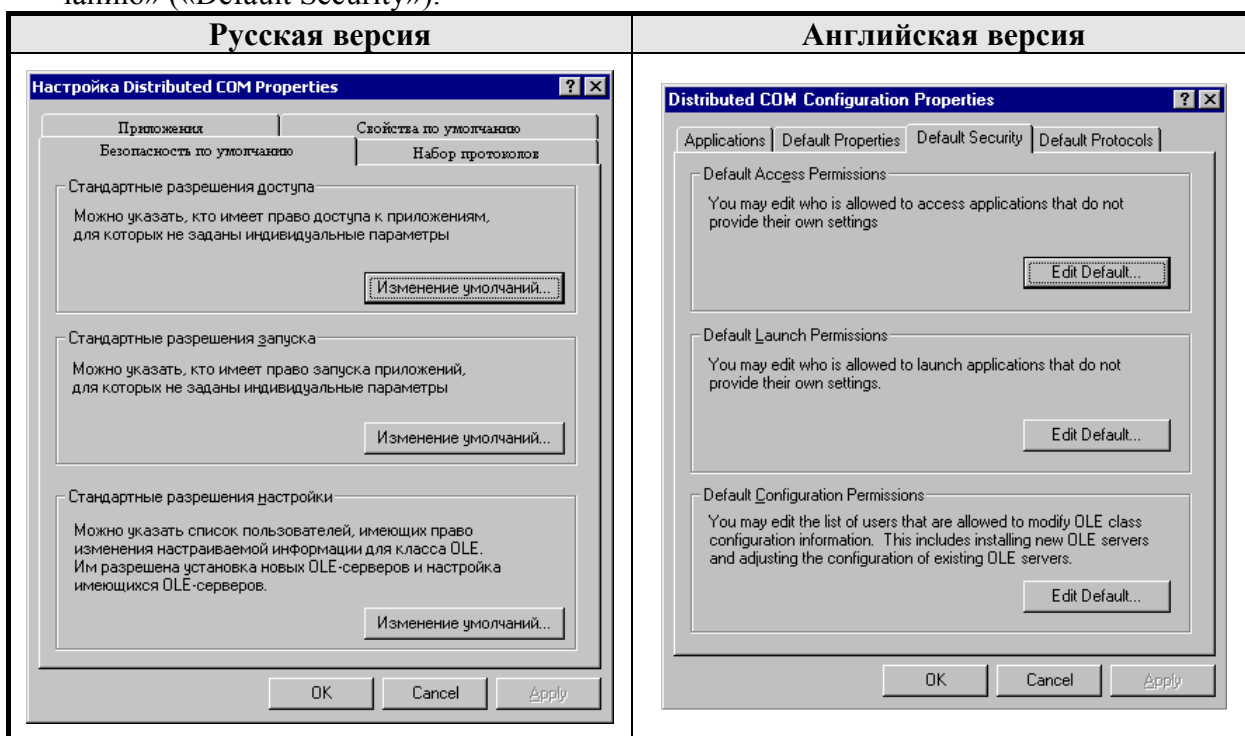 чанию» («Default Security»).
Русская версия
Английская версия
Настройка Distributed COM Properties
Приложения
Свойства по умолчанию
Безопасность по умолчанию
Набор протоколов
Стандартные разрешения доступа
Можно указать, кто имеет право доступа к приложениям,
для которых не заданы индивидуальные параметры
Изменение умолчаний...
Стандартные разрешения запуска
Можно указать, кто имеет право запуска приложений,
для которых не заданы индивидуальные параметры
Изменение умолчаний...
Стандартные разрешения настройки
Можно указать список пользователей, имеющих право
изменения настраиваемой информации для класса OLE.
Им разрешена установка новых OLE-серверов и настройка
имеющихся OLE-серверов.
Изменение умолчаний...
OK
Cancel
Apply
Distributed COM Configuration Properties
Applications
Default Properties
Default Security
Default Protocols
Default Access Permissions
You may edit who is allowed to access applications that do not
provide their own settings
Edit Default...
Default Launch Permissions
You may edit who is allowed to launch applications that do not
provide their own settings.
Edit Default...
Default Configuration Permissions
You may edit the list of users that are allowed to modify OLE class
configuration information. This includes installing new OLE servers
and adjusting the configuration of existing OLE servers.
Edit Default...
OK
Cancel
Apply